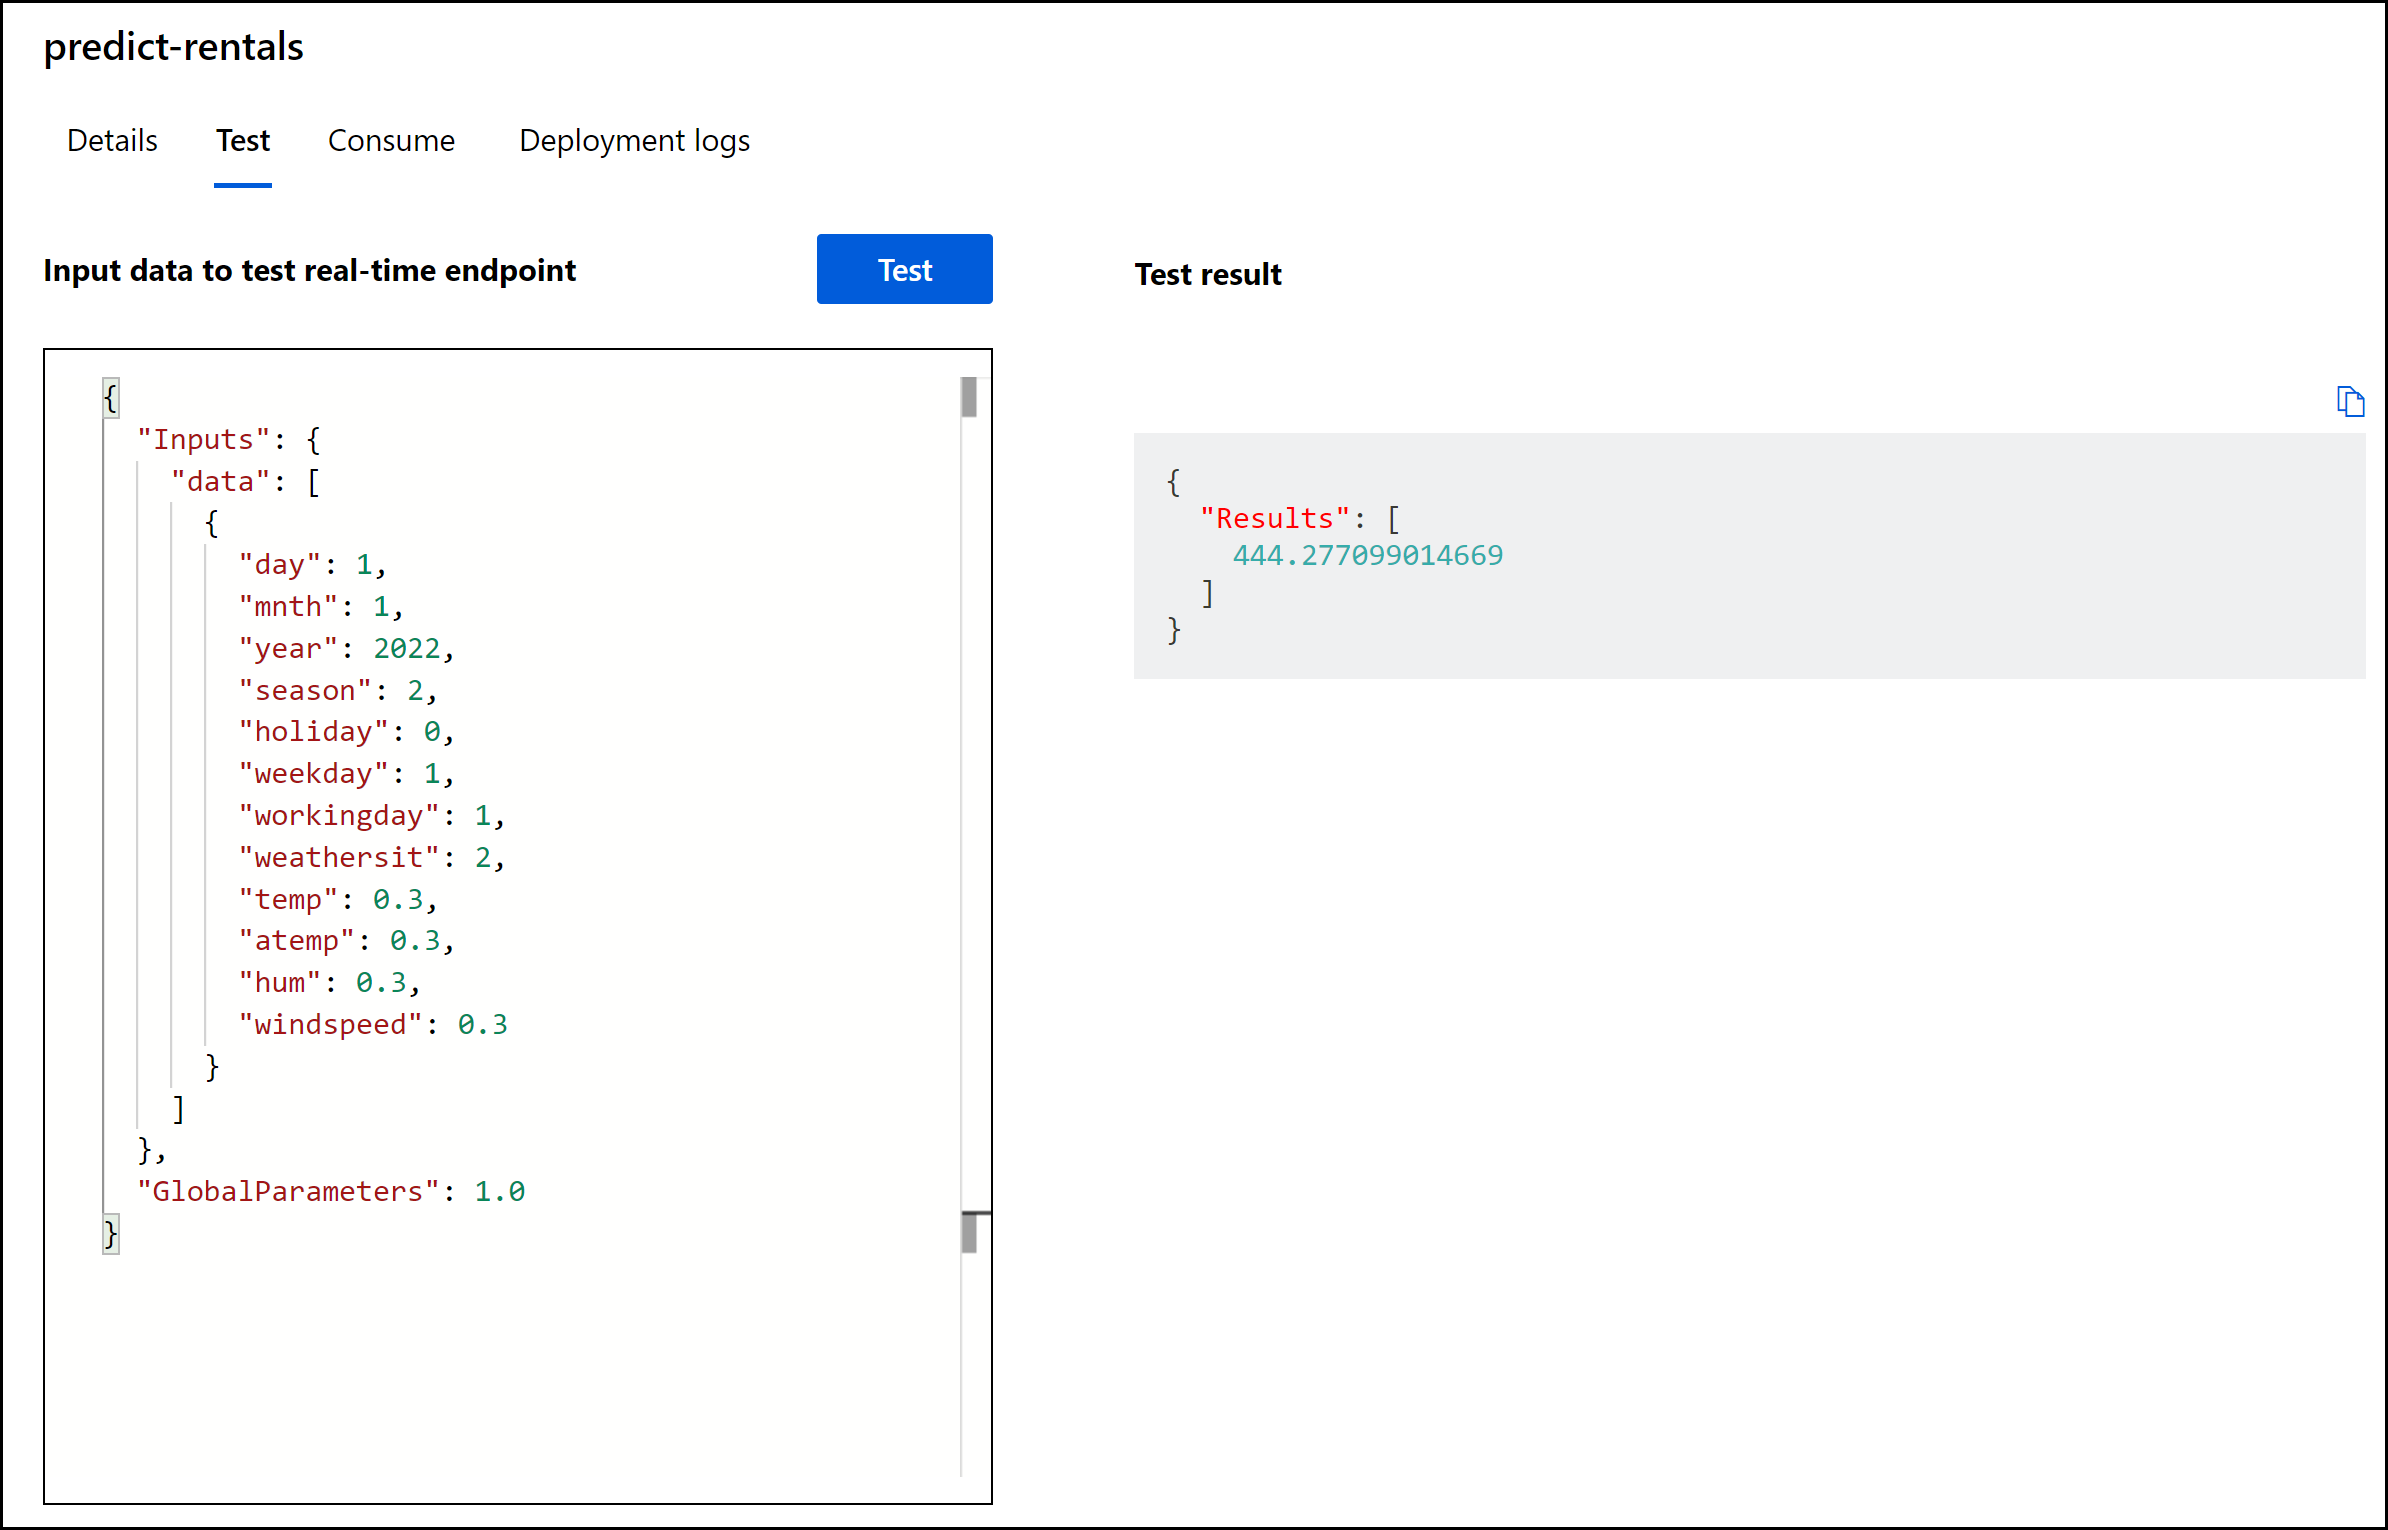 predict-rentals
Details Test Consume Deployment logs
Input data to test real-time endpoint
Test
{
"Inputs": {
"data": [
{
"day": 1,
"mnth": 1,
"year": 2022,
"season": 2,
"holiday": 0,
"weekday": 1,
"workingday": 1,
"weathersit": 2,
"temp": 0.3,
"atemp": 0.3,
"hum": 0.3,
"windspeed": 0.3
}
]
},
"GlobalParameters": 1.0
}
Test result
{
"Results": [
444.277099014669
]
}